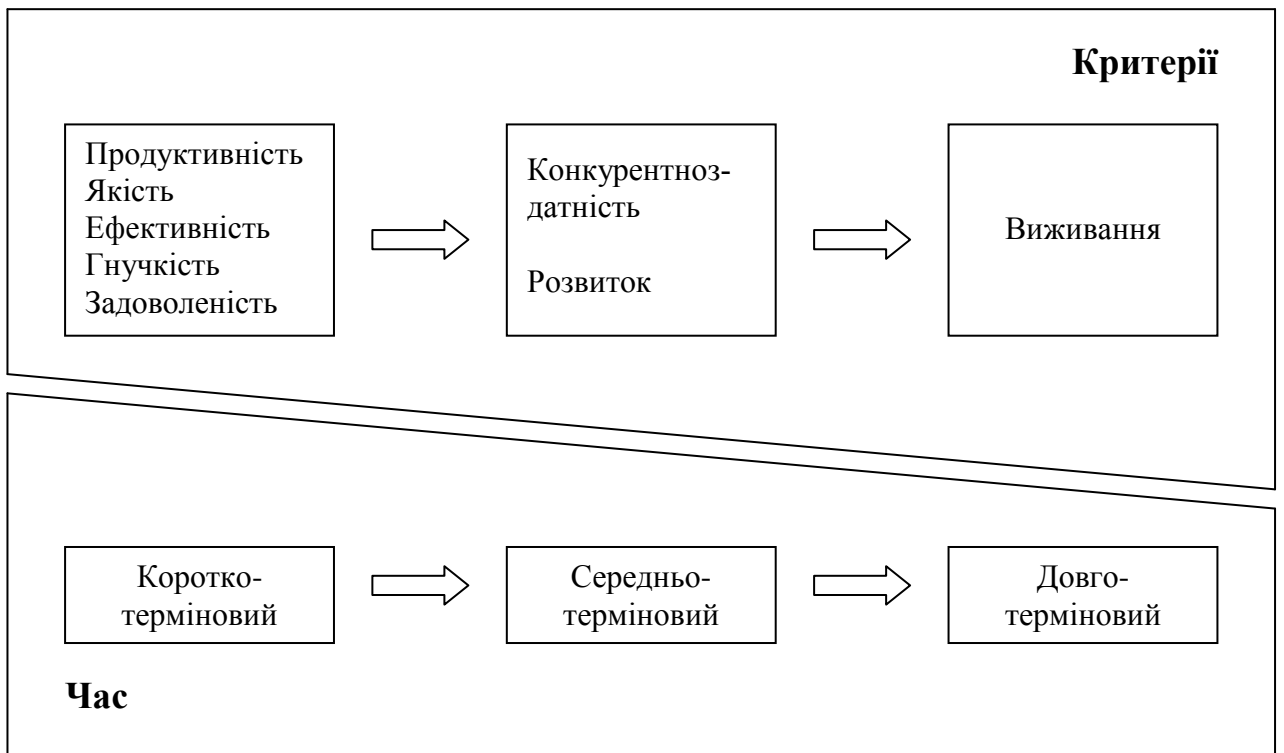 Критерії
Продуктивність
Якість
Ефективність
Гнучкість
Задоволеність
Конкурентноз-
датність
Розвиток
Виживання
Коротко-
терміновий
Середньо-
терміновий
Довго-
терміновий
Час